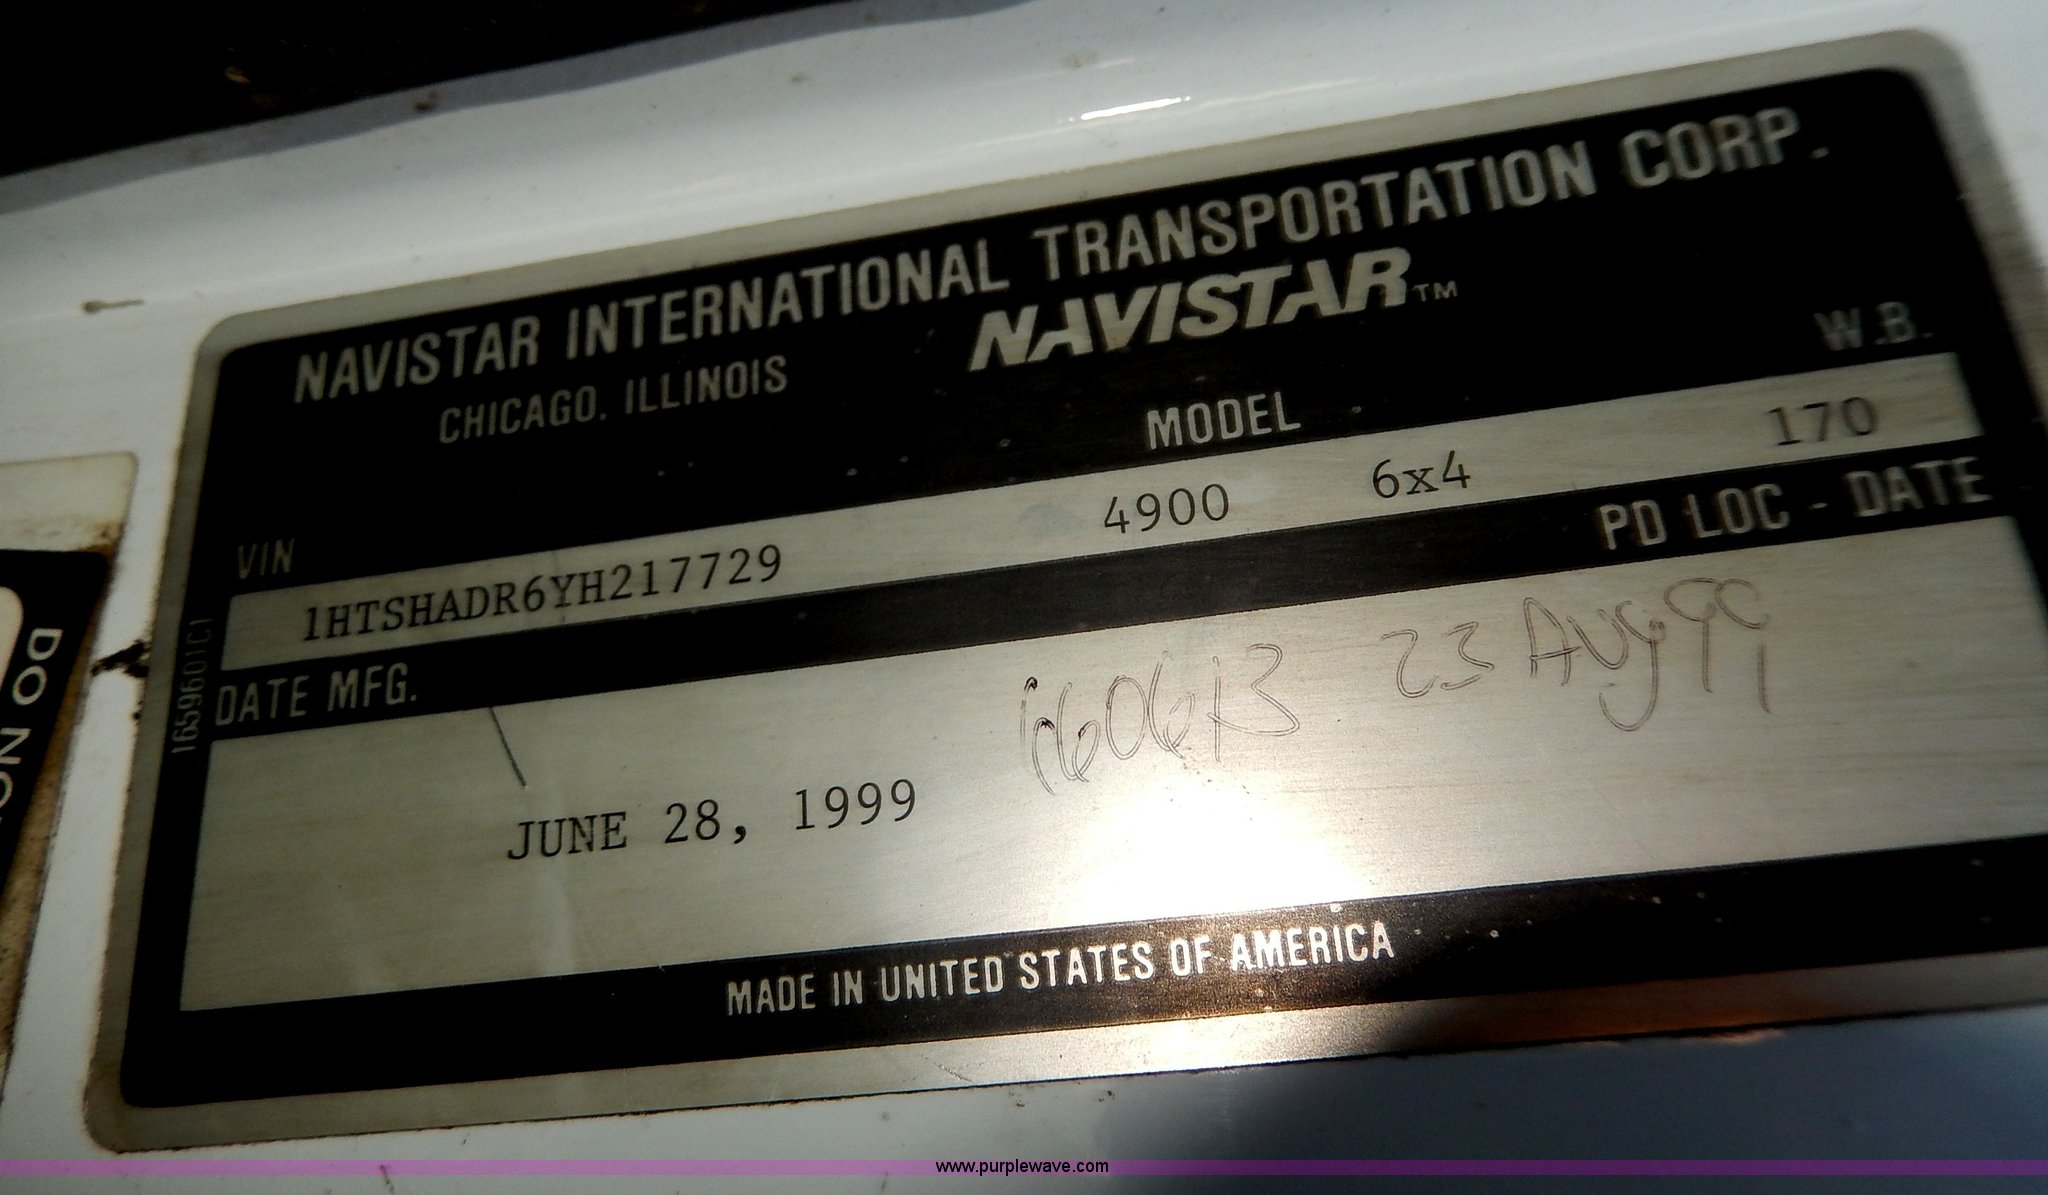 NAVISTAR INTERNATIONAL TRANSPORTATION CORP.
CHICAGO, ILLINOIS
NAVISTAR™
MODEL
W.B.
VIN
1HTSHADR6YH217729 4900 6x4 170
DATE MFG.
PD LOC - DATE
23 Aug 99
JUNE 28, 1999
MADE IN UNITED STATES OF AMERICA
1659601C1
DO NO
www.purplewave.com